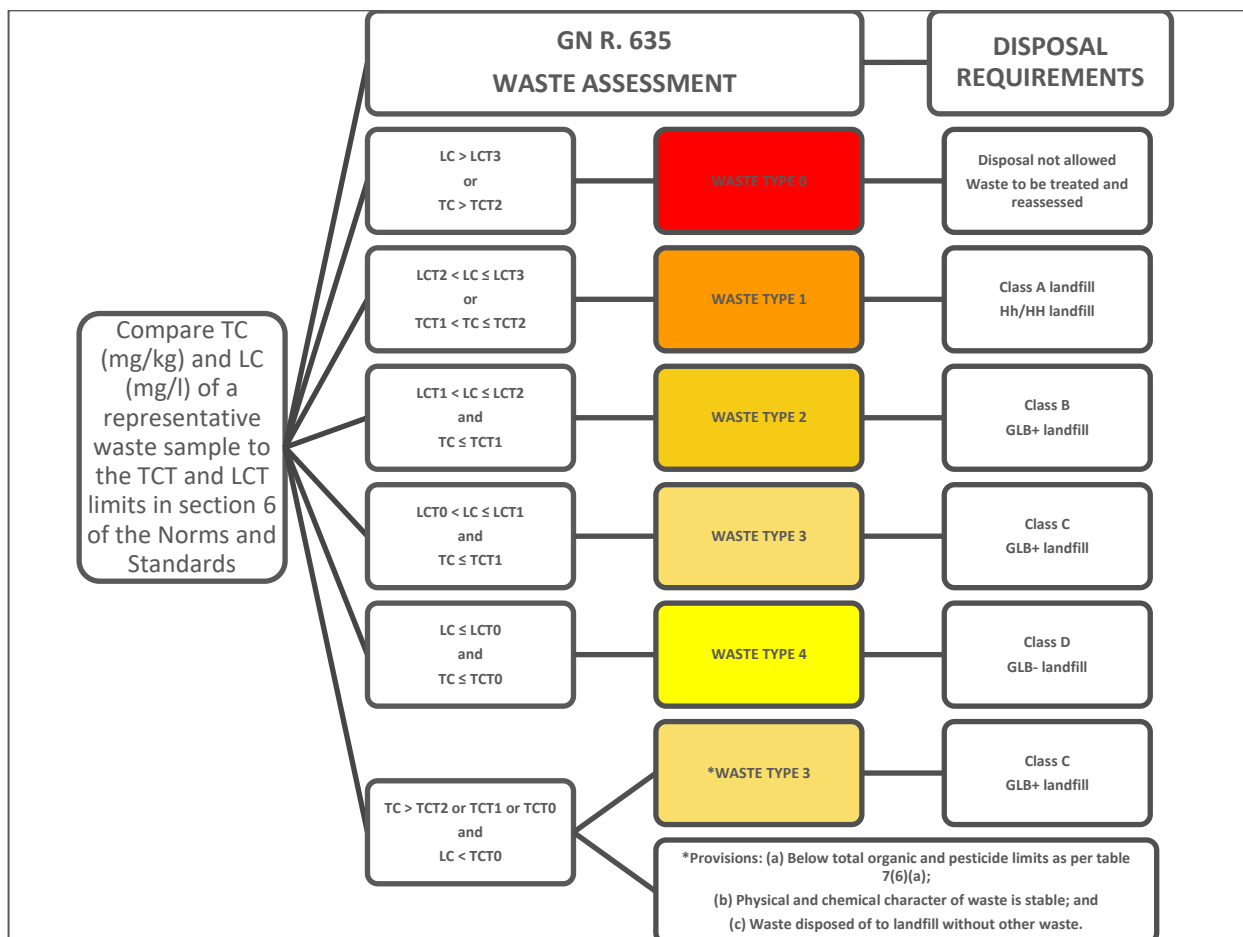 GN R. 635
WASTE ASSESSMENT
DISPOSAL
REQUIREMENTS
Compare TC
(mg/kg) and LC
(mg/l) of a
representative
waste sample to
the TCT and LCT
limits in section 6
of the Norms and
Standards
LC > LCT3
or
TC > TCT2
WASTE TYPE 0
Disposal not allowed
Waste to be treated and
reassessed
LCT2 < LC ≤ LCT3
or
TCT1 < TC ≤ TCT2
WASTE TYPE 1
Class A landfill
Hh/HH landfill
LCT1 < LC ≤ LCT2
and
TC ≤ TCT1
WASTE TYPE 2
Class B
GLB+ landfill
LCT0 < LC ≤ LCT1
and
TC ≤ TCT1
WASTE TYPE 3
Class C
GLB+ landfill
LC ≤ LCT0
and
TC ≤ TCT0
WASTE TYPE 4
Class D
GLB- landfill
TC > TCT2 or TCT1 or TCT0
and
LC < TCT0
*WASTE TYPE 3
Class C
GLB+ landfill
*Provisions: (a) Below total organic and pesticide limits as per table
7(6)(a);
(b) Physical and chemical character of waste is stable; and
(c) Waste disposed of to landfill without other waste.